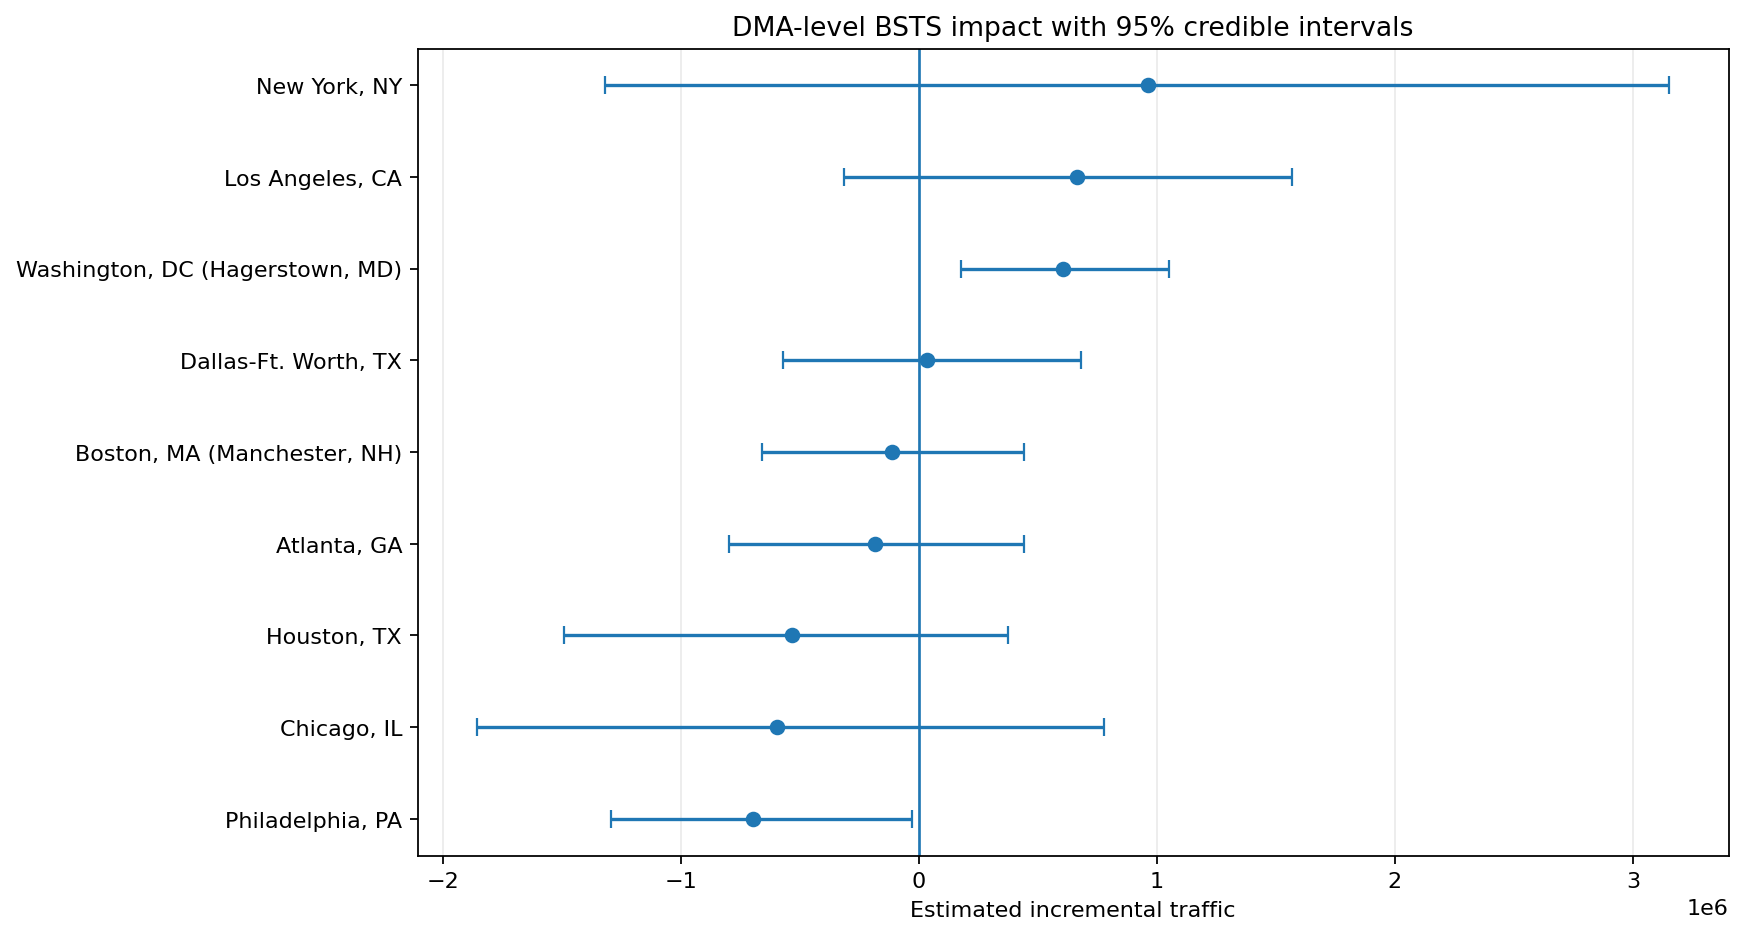 DMA-level BSTS impact with 95% credible intervals
New York, NY
Los Angeles, CA
Washington, DC (Hagerstown, MD)
Dallas-Ft. Worth, TX
Boston, MA (Manchester, NH)
Atlanta, GA
Houston, TX
Chicago, IL
Philadelphia, PA
−2 −1 0 1 2 3
1e6
Estimated incremental traffic